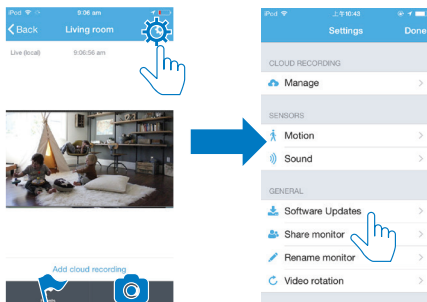 iPod
9:06 am
Back
Living room
Live (local)
9:06:56 am
Add cloud recording
iPod
上午10:43
Settings
Done
CLOUD RECORDING
Manage
SENSORS
Motion
Sound
GENERAL
Software Updates
Share monitor
Rename monitor
Video rotation